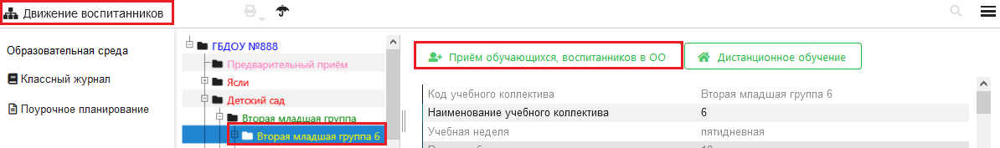 Движение воспитанников
Образовательная среда
Классный журнал
Поурочное планирование
ГБДОУ №888
Предварительный приём
Ясли
Детский сад
Вторая младшая группа
Вторая младшая группа 6
Приём обучающихся, воспитанников в ОО
Дистанционное обучение
Код учебного коллектива Вторая младшая группа 6
Наименование учебного коллектива 6
Учебная неделя пятидневная